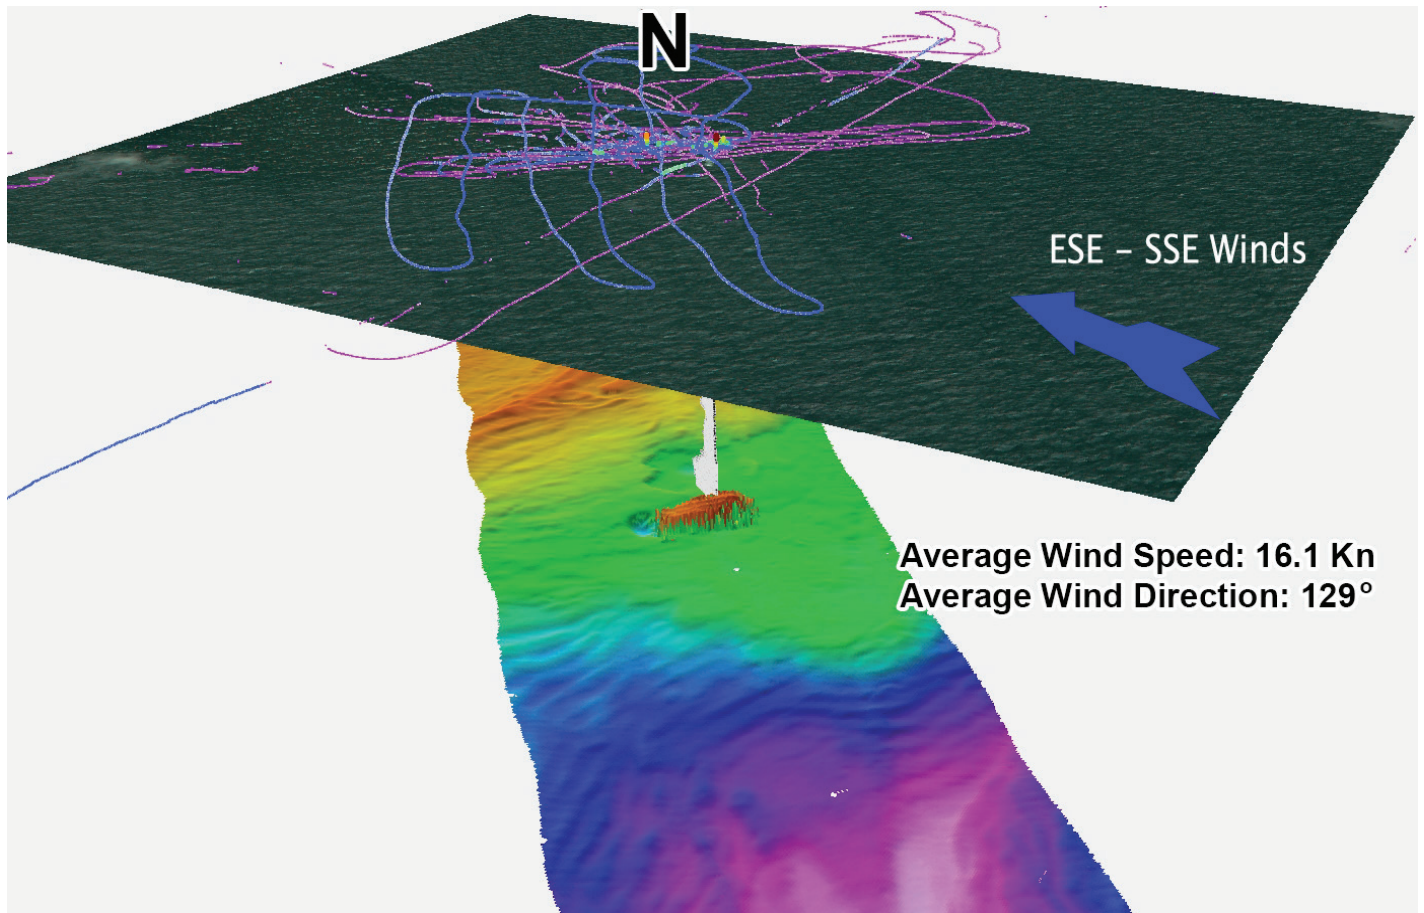 N
ESE – SSE Winds
Average Wind Speed: 16.1 Kn
Average Wind Direction: 129°